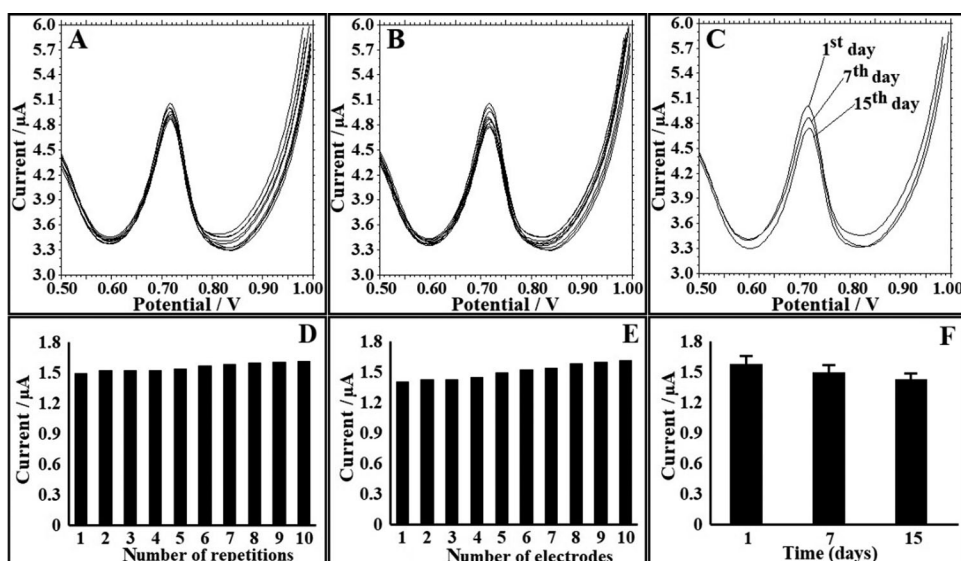 A
Current / µA
6.0
5.7
5.4
5.1
4.8
4.5
4.2
3.9
3.6
3.3
3.0
0.50 0.60 0.70 0.80 0.90 1.00
Potential / V
B
Current / µA
6.0
5.7
5.4
5.1
4.8
4.5
4.2
3.9
3.6
3.3
3.0
0.50 0.60 0.70 0.80 0.90 1.00
Potential / V
C
1st day
7th day
15th day
Current / µA
6.0
5.7
5.4
5.1
4.8
4.5
4.2
3.9
3.6
3.3
3.0
0.50 0.60 0.70 0.80 0.90 1.00
Potential / V
D
Current / µA
1.8
1.5
1.2
0.9
0.6
0.3
0
1 2 3 4 5 6 7 8 9 10
Number of repetitions
E
Current / µA
1.8
1.5
1.2
0.9
0.6
0.3
0
1 2 3 4 5 6 7 8 9 10
Number of electrodes
F
Current / µA
1.8
1.5
1.2
0.9
0.6
0.3
0
1 7 15
Time (days)